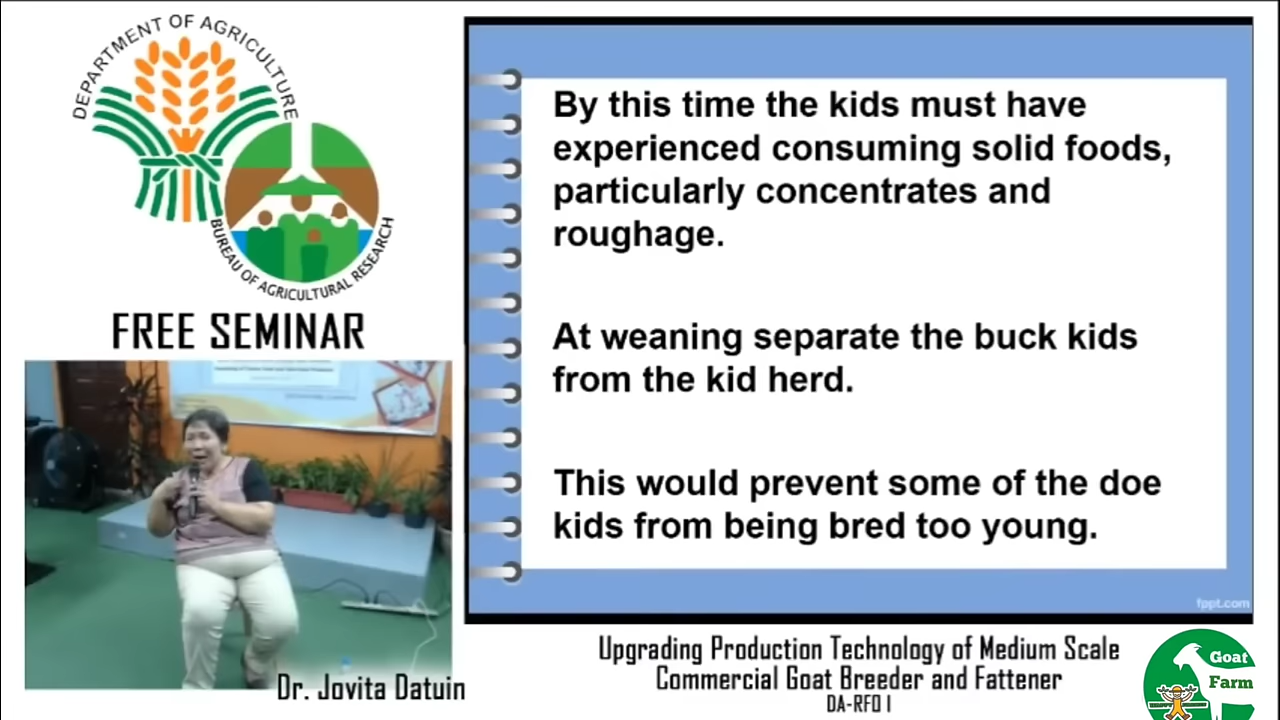 DEPARTMENT OF AGRICULTURE
BUREAU OF AGRICULTURAL RESEARCH
FREE SEMINAR
Dr. Jovita Datuin
By this time the kids must have
experienced consuming solid foods,
particularly concentrates and
roughage.
At weaning separate the buck kids
from the kid herd.
This would prevent some of the doe
kids from being bred too young.
fppt.com
Upgrading Production Technology of Medium Scale
Commercial Goat Breeder and Fattener
DA-RFO I
Goat
Farm